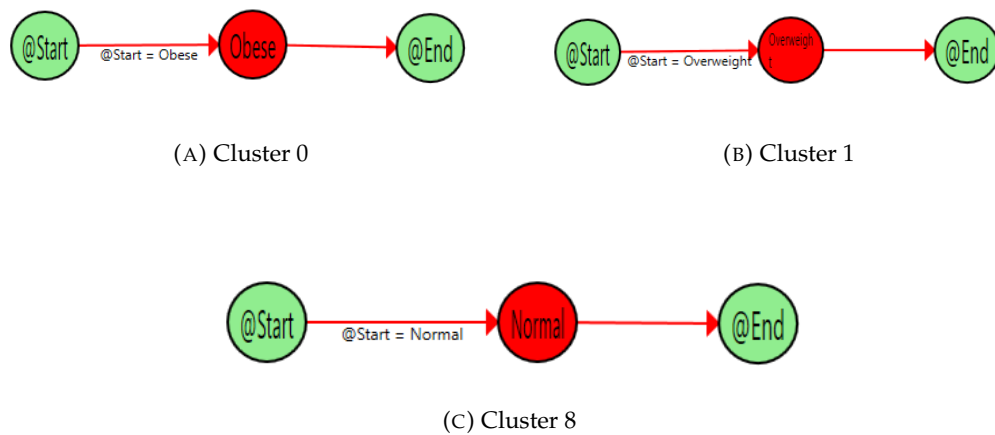 @Start
@Start = Obese
Obese
@End
(A) Cluster 0
@Start
@Start = Overweight
Overweigh
t
@End
(B) Cluster 1
@Start
@Start = Normal
Normal
@End
(C) Cluster 8